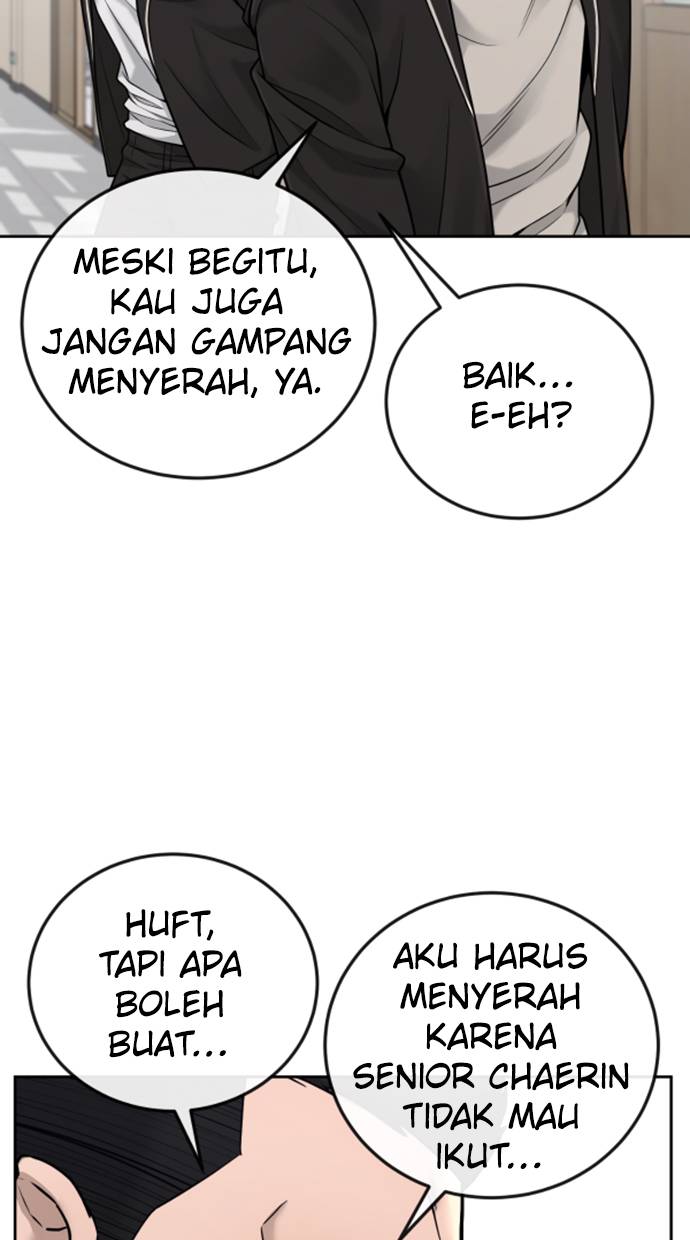 MESKI BEGITU,
KAU JUGA
JANGAN GAMPANG
MENYERAH, YA.
BAIK...
E-EH?
HUFT,
TAPI APA
BOLEH
BUAT...
AKU HARUS
MENYERAH
KARENA
SENIOR CHAERIN
TIDAK MAU
IKUT...